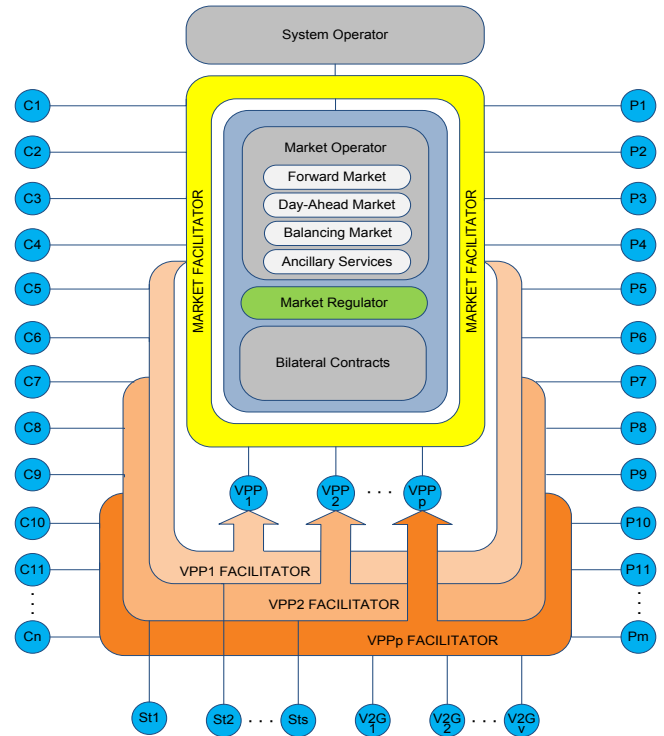 System Operator
C1
P1
Market Operator
C2
P2
Forward Market
C3
Day-Ahead Market
P3
Balancing Market
C4
P4
Ancillary Services
MARKET FACILITATOR
MARKET FACILITATOR
C5
P5
Market Regulator
C6
P6
Bilateral Contracts
C7
P7
C8
P8
C9
P9
VPP
1
VPP
2
. . .
VPP
p
C10
P10
C11
P11
VPP1 FACILITATOR
VPP2 FACILITATOR
Cn
Pm
VPPp FACILITATOR
St1
St2
. . .
Sts
V2G
1
V2G
2
. . .
V2G
v